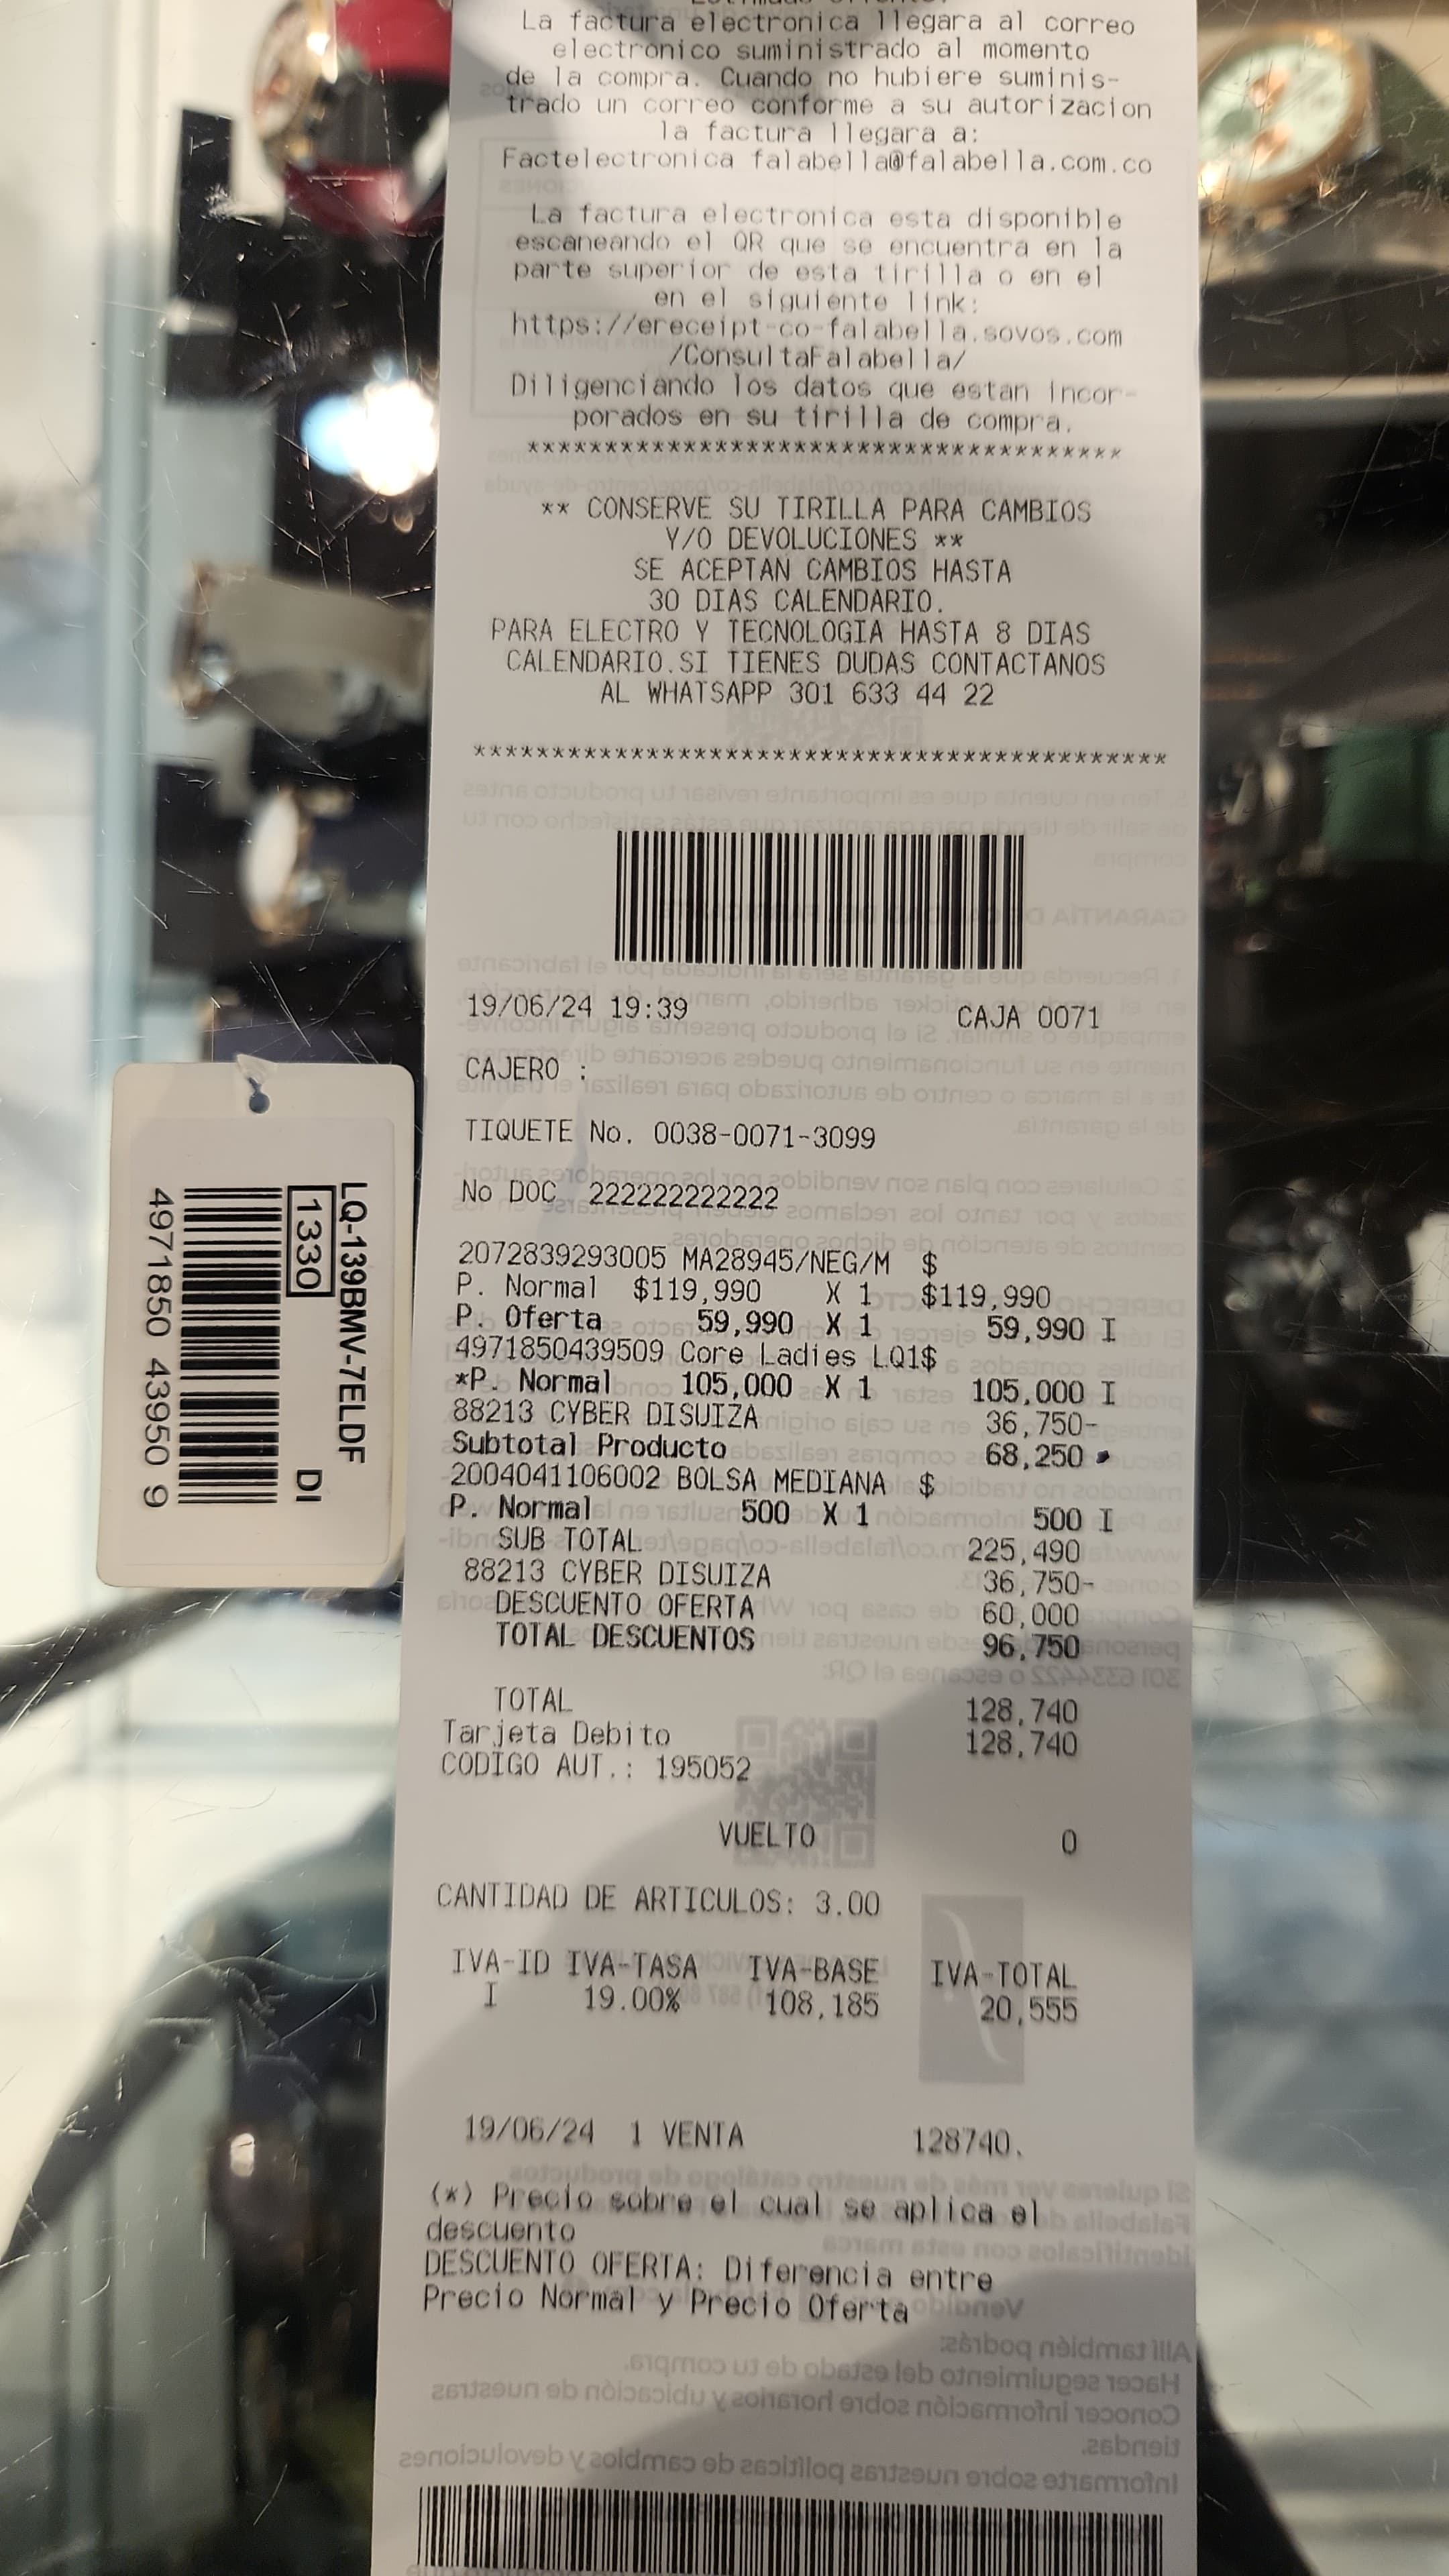 La factura electronica llegara al correo
electronico suministrado al momento
de la compra. Cuando no hubiere suminis-
trado un correo conforme a su autorizacion
la factura llegara a:
Factelectronica falabella@falabella.com.co
La factura electronica esta disponible
escaneando el QR que se encuentra en la
parte superior de esta tirilla o en el
en el siguiente link:
https://ereceipt-co-falabella.sovos.com
/ConsultaFalabella/
Diligenciando los datos que estan incor-
porados en su tirilla de compra.
**************************************
** CONSERVE SU TIRILLA PARA CAMBIOS
Y/O DEVOLUCIONES **
SE ACEPTAN CAMBIOS HASTA
30 DIAS CALENDARIO.
PARA ELECTRO Y TECNOLOGIA HASTA 8 DIAS
CALENDARIO.SI TIENES DUDAS CONTACTANOS
AL WHATSAPP 301 633 44 22
********************************************
19/06/24 19:39 CAJA 0071
CAJERO :
TIQUETE No. 0038-0071-3099
No DOC 222222222222
2072839293005 MA28945/NEG/M $
P. Normal $119,990 X 1 $119,990
P. Oferta 59,990 X 1 59,990 I
4971850439509 Core Ladies LQ1$
*P. Normal 105,000 X 1 105,000 I
88213 CYBER DISUIZA 36,750-
Subtotal Producto 68,250
2004041106002 BOLSA MEDIANA $
P. Normal 500 X 1 500 I
SUB TOTAL 225,490
88213 CYBER DISUIZA 36,750-
DESCUENTO OFERTA 60,000
TOTAL DESCUENTOS 96,750
TOTAL 128,740
Tarjeta Debito 128,740
CODIGO AUT.: 195052
VUELTO 0
CANTIDAD DE ARTICULOS: 3.00
IVA-ID IVA-TASA IVA-BASE IVA-TOTAL
I 19.00% 108,185 20,555
19/06/24 1 VENTA 128740.
(*) Precio sobre el cual se aplica el
descuento
DESCUENTO OFERTA: Diferencia entre
Precio Normal y Precio Oferta
LQ-139BMV-7ELDF
1330 DI
4971850 43950 9